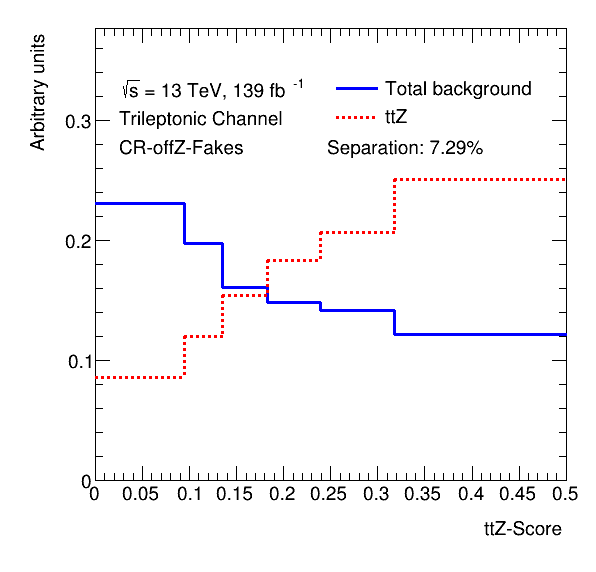 Arbitrary units
√s = 13 TeV, 139 fb -1
Trileptonic Channel
CR-offZ-Fakes
Total background
ttZ
Separation: 7.29%
0.3
0.2
0.1
0
0 0.05 0.1 0.15 0.2 0.25 0.3 0.35 0.4 0.45 0.5
ttZ-Score